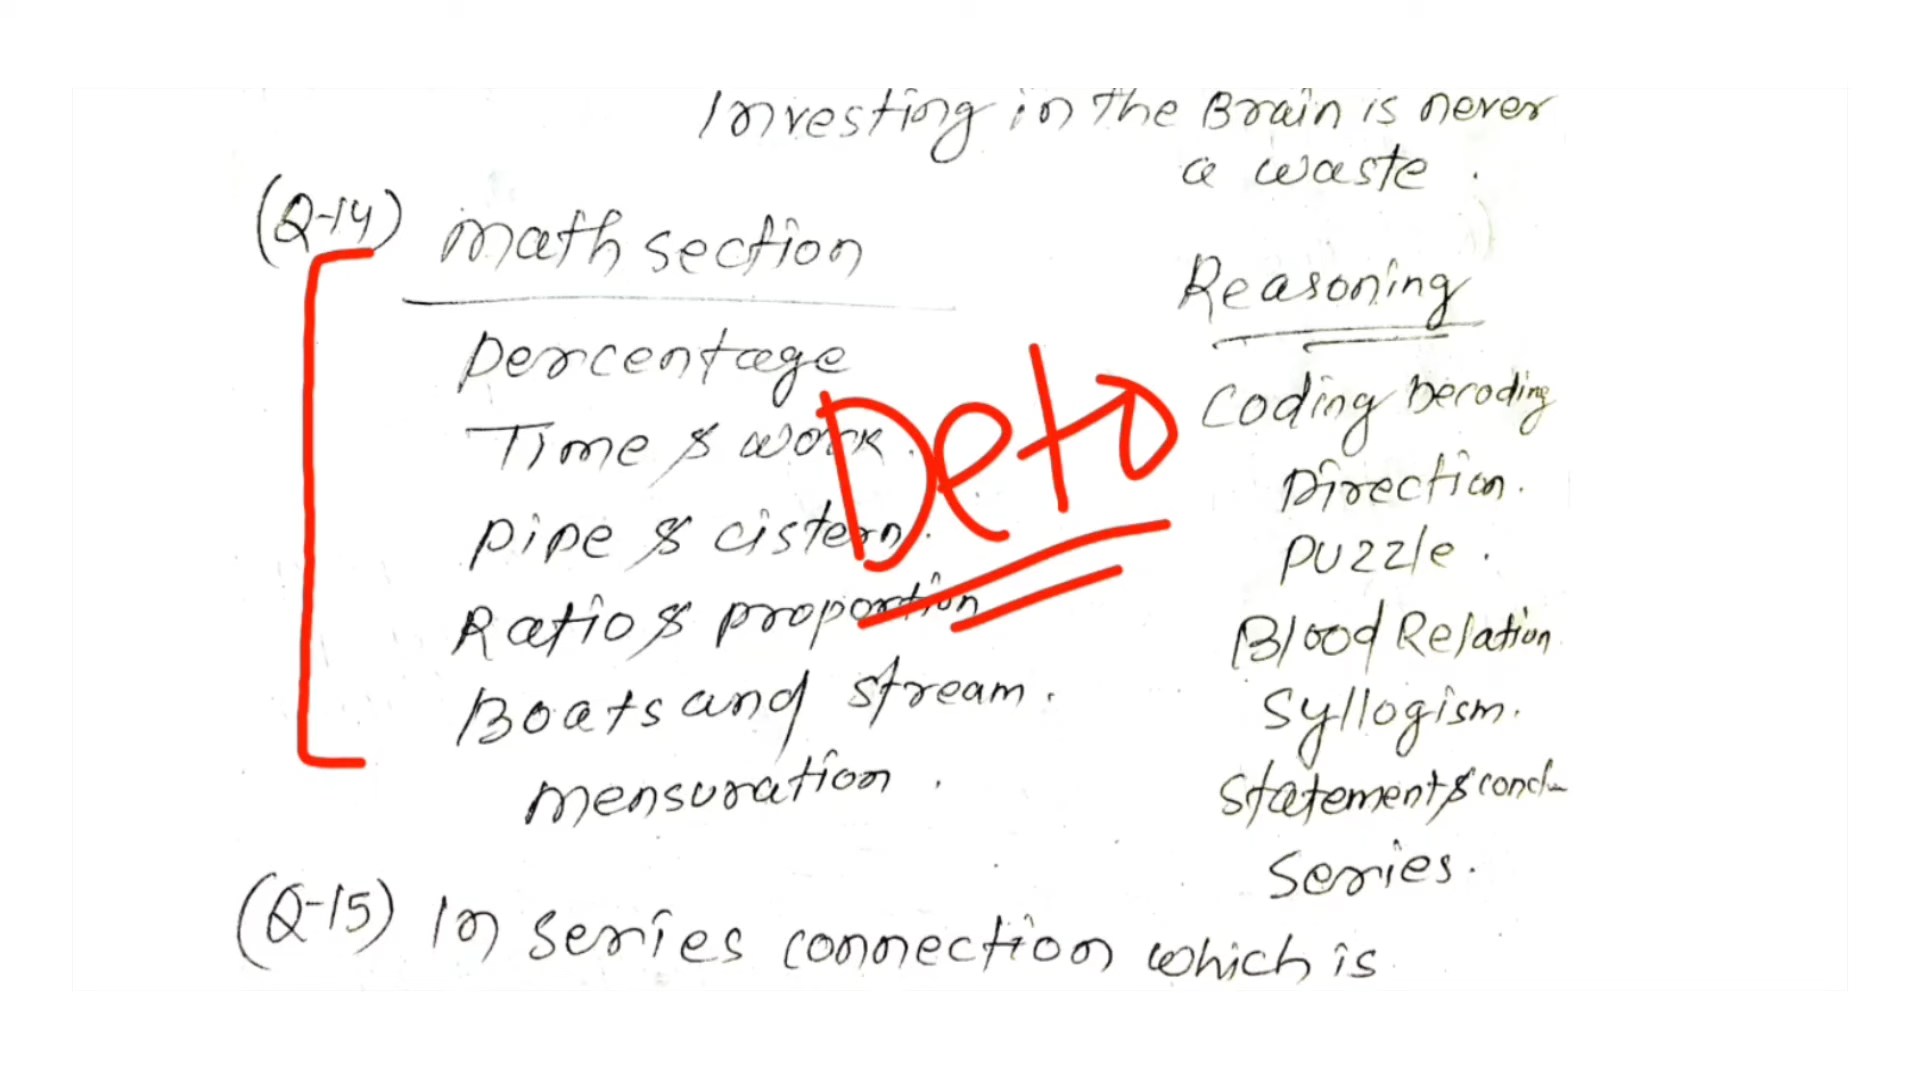 Investing in the Brain is never
a waste.
(Q-14) Math section
Percentage
Time & work.
Pipe & cistern.
Ratio & proportion
Boats and stream.
mensuration.
Deto
Reasoning
Coding Decoding
Direction.
Puzzle.
Blood Relation
Syllogism.
Statement & conclu
Series.
(Q-15) In series connection which is